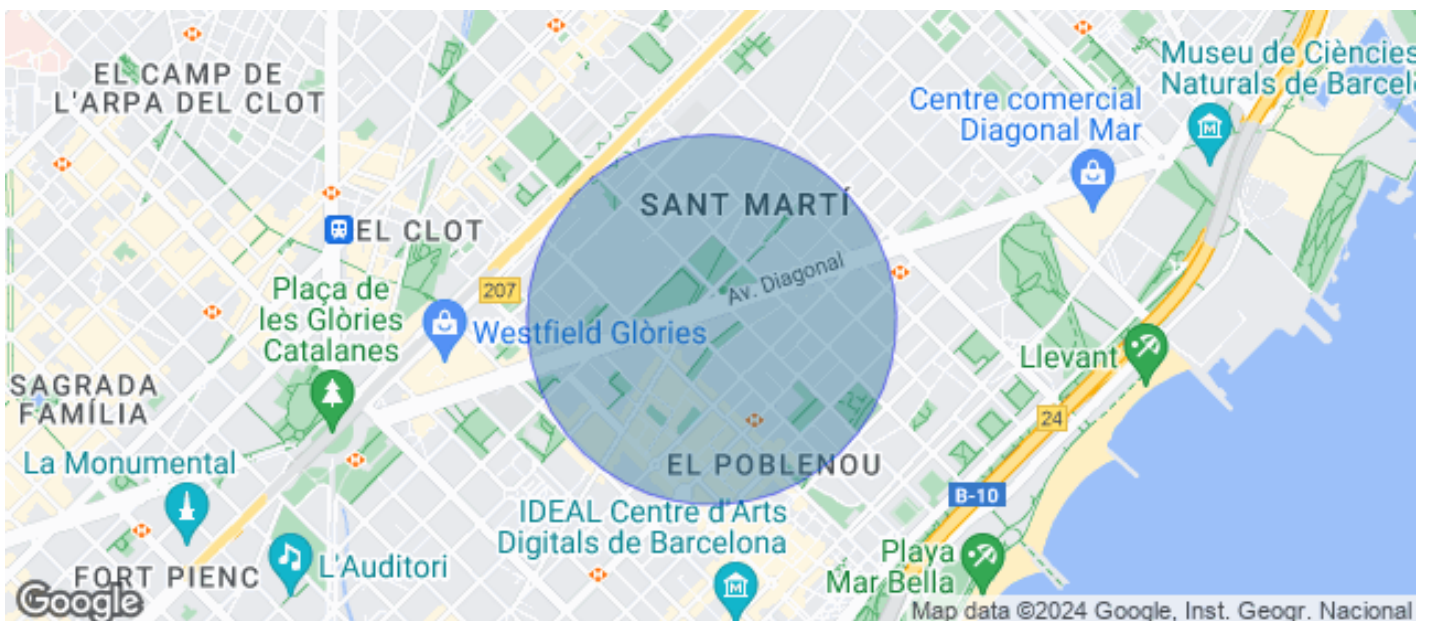 EL CAMP DE
L'ARPA DEL CLOT
Museu de Ciències
Naturals de Barcel
Centre comercial
Diagonal Mar
SANT MARTÍ
EL CLOT
Av. Diagonal
207
Plaça de
les Glòries
Catalanes
Westfield Glòries
Llevant
SAGRADA
FAMÍLIA
24
La Monumental
EL POBLENOU
B-10
IDEAL Centre d'Arts
Digitals de Barcelona
Playa
Mar Bella
L'Auditori
FORT PIENC
Google
Map data ©2024 Google, Inst. Geogr. Nacional